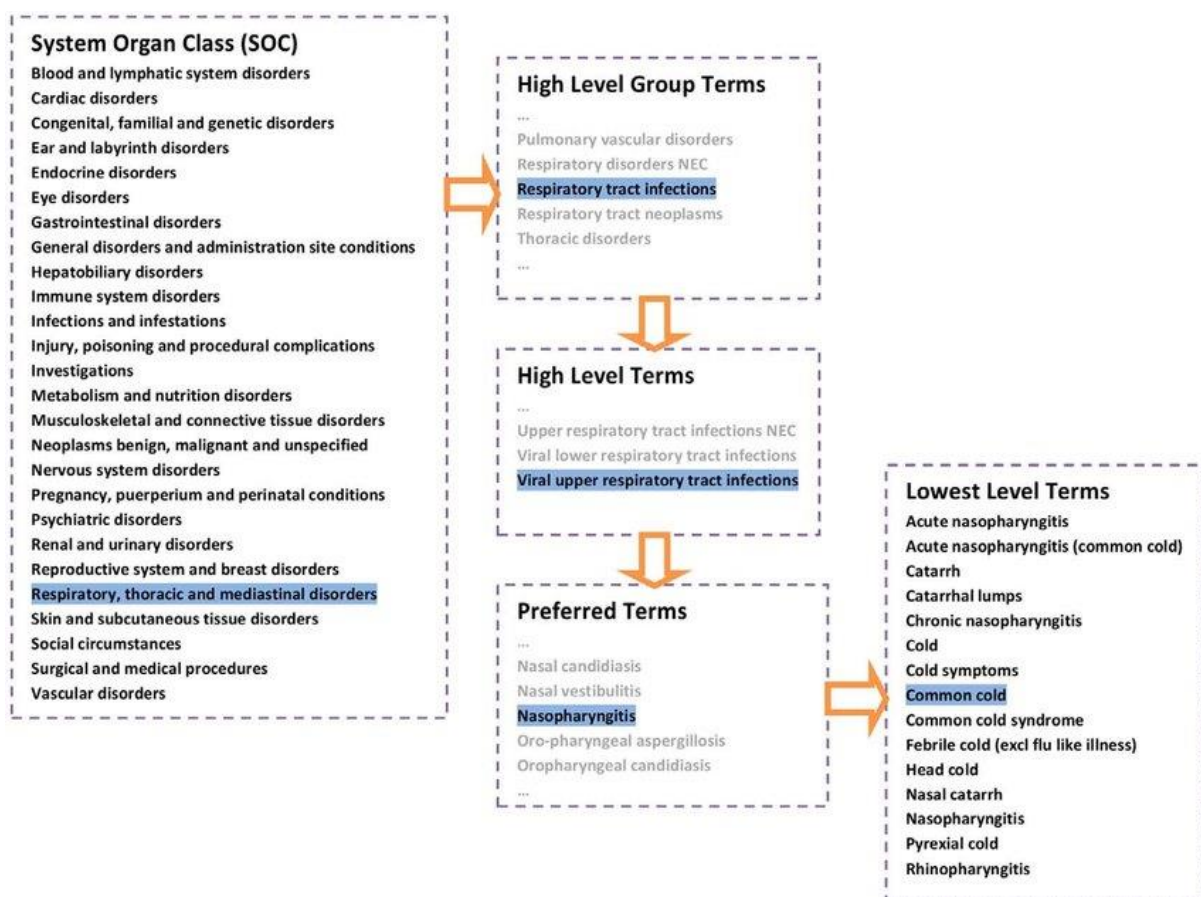 System Organ Class (SOC)
Blood and lymphatic system disorders
Cardiac disorders
Congenital, familial and genetic disorders
Ear and labyrinth disorders
Endocrine disorders
Eye disorders
Gastrointestinal disorders
General disorders and administration site conditions
Hepatobiliary disorders
Immune system disorders
Infections and infestations
Injury, poisoning and procedural complications
Investigations
Metabolism and nutrition disorders
Musculoskeletal and connective tissue disorders
Neoplasms benign, malignant and unspecified
Nervous system disorders
Pregnancy, puerperium and perinatal conditions
Psychiatric disorders
Renal and urinary disorders
Reproductive system and breast disorders
Respiratory, thoracic and mediastinal disorders
Skin and subcutaneous tissue disorders
Social circumstances
Surgical and medical procedures
Vascular disorders
High Level Group Terms
...
Pulmonary vascular disorders
Respiratory disorders NEC
Respiratory tract infections
Respiratory tract neoplasms
Thoracic disorders
...
High Level Terms
...
Upper respiratory tract infections NEC
Viral lower respiratory tract infections
Viral upper respiratory tract infections
Preferred Terms
...
Nasal candidiasis
Nasal vestibulitis
Nasopharyngitis
Oro-pharyngeal aspergillosis
Oropharyngeal candidiasis
...
Lowest Level Terms
Acute nasopharyngitis
Acute nasopharyngitis (common cold)
Catarrh
Catarrhal lumps
Chronic nasopharyngitis
Cold
Cold symptoms
Common cold
Common cold syndrome
Febrile cold (excl flu like illness)
Head cold
Nasal catarrh
Nasopharyngitis
Pyrexial cold
Rhinopharyngitis